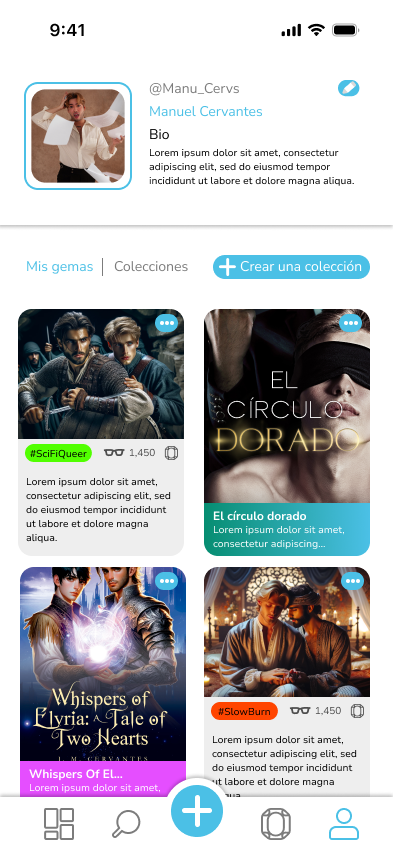 9:41
@Manu_Cervs
Manuel Cervantes
Bio
Lorem ipsum dolor sit amet, consectetur
adipiscing elit, sed do eiusmod tempor
incididunt ut labore et dolore magna aliqua.
Mis gemas | Colecciones
Crear una colección
#SciFiQueer 1,450
Lorem ipsum dolor sit amet,
consectetur adipiscing elit, sed
do eiusmod tempor incididunt
ut labore et dolore magna
aliqua.
EL
CÍRCULO
DORADO
El círculo dorado
Lorem ipsum dolor sit amet,
consectetur adipiscing...
Whispers of
Elyria: A Tale of
Two Hearts
J. M. CERVANTES
Whispers Of El...
Lorem ipsum dolor sit amet,
#SlowBurn 1,450
Lorem ipsum dolor sit amet,
consectetur adipiscing elit, sed
do eiusmod tempor incididunt
ut labore et dolore magna
aliqua.